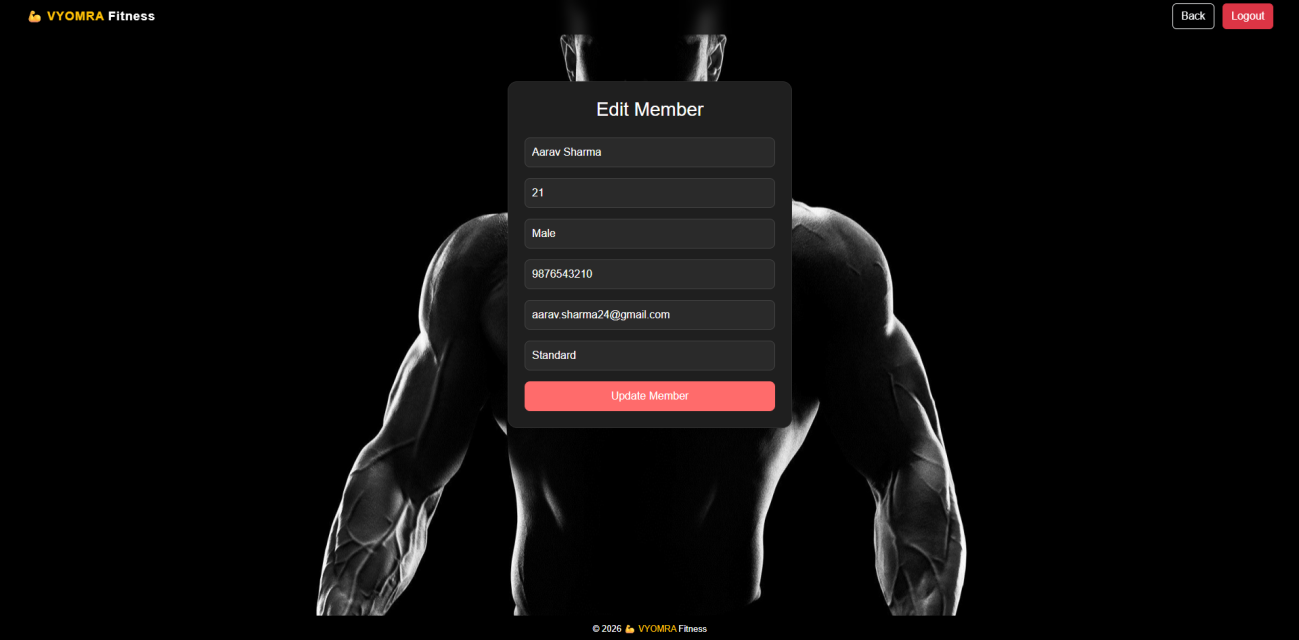 💪 VYOMRA Fitness
Back
Logout
Edit Member
Aarav Sharma
21
Male
9876543210
aarav.sharma24@gmail.com
Standard
Update Member
© 2026 💪 VYOMRA Fitness